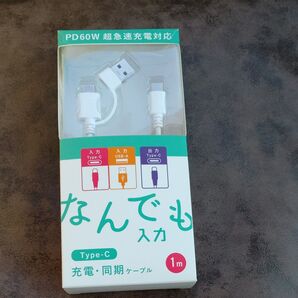 PD60W 超急速充電対応
入力 Type-C
入力 USB-A
出力 Type-C
なんでも
入力
Type-C
充電・同期ケーブル
1m